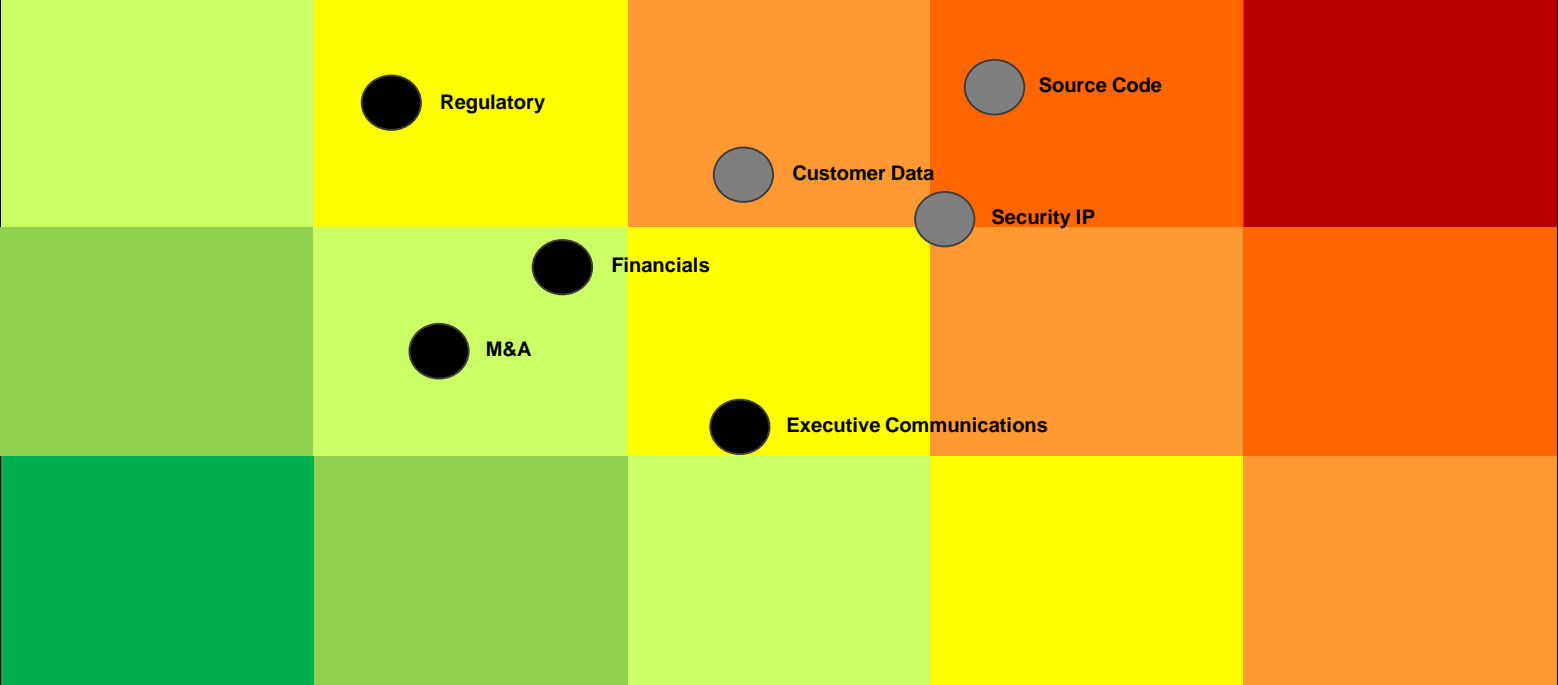 Source Code
Regulatory
Customer Data
Security IP
Financials
M&A
Executive Communications